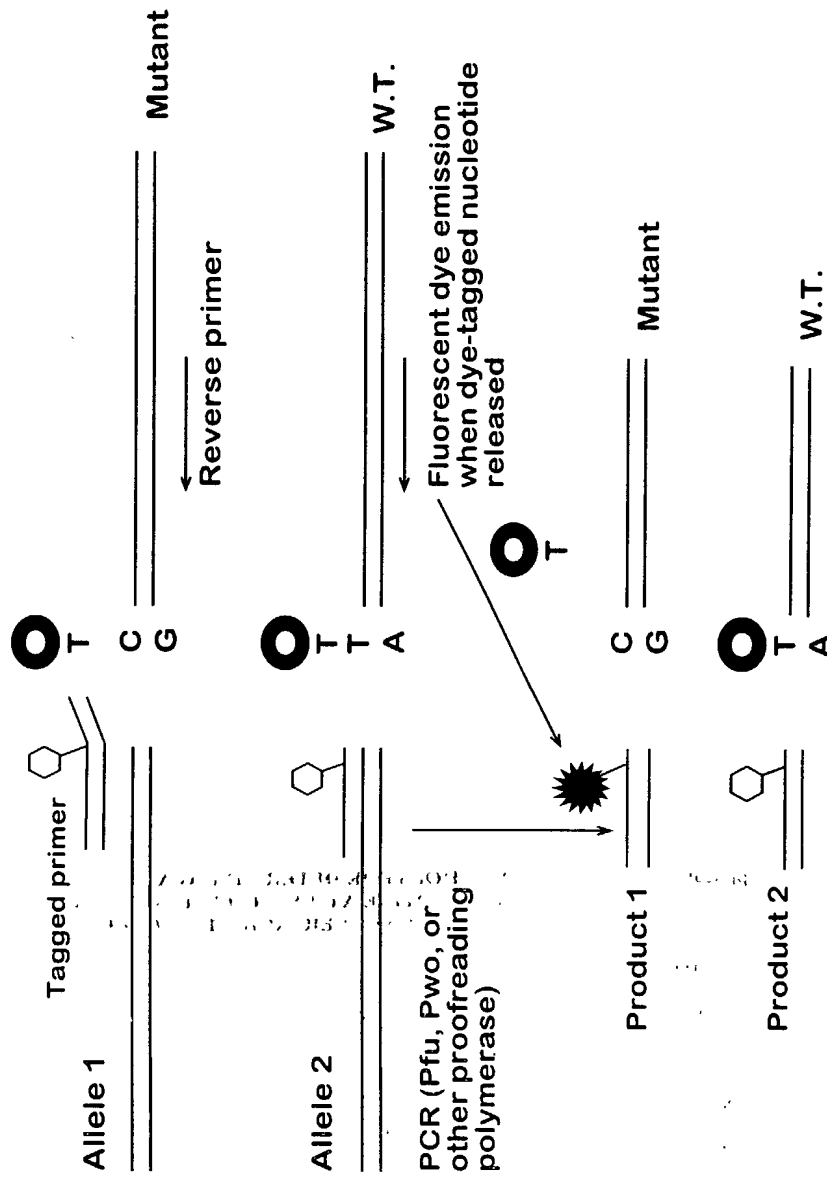 Tagged primer
Allele 1
T
C
G
Mutant
Reverse primer
Allele 2
T
T
A
W.T.
PCR (Pfu, Pwo, or
other proofreading
polymerase)
Fluorescent dye emission
when dye-tagged nucleotide
released
T
Product 1
C
G
Mutant
Product 2
T
A
W.T.